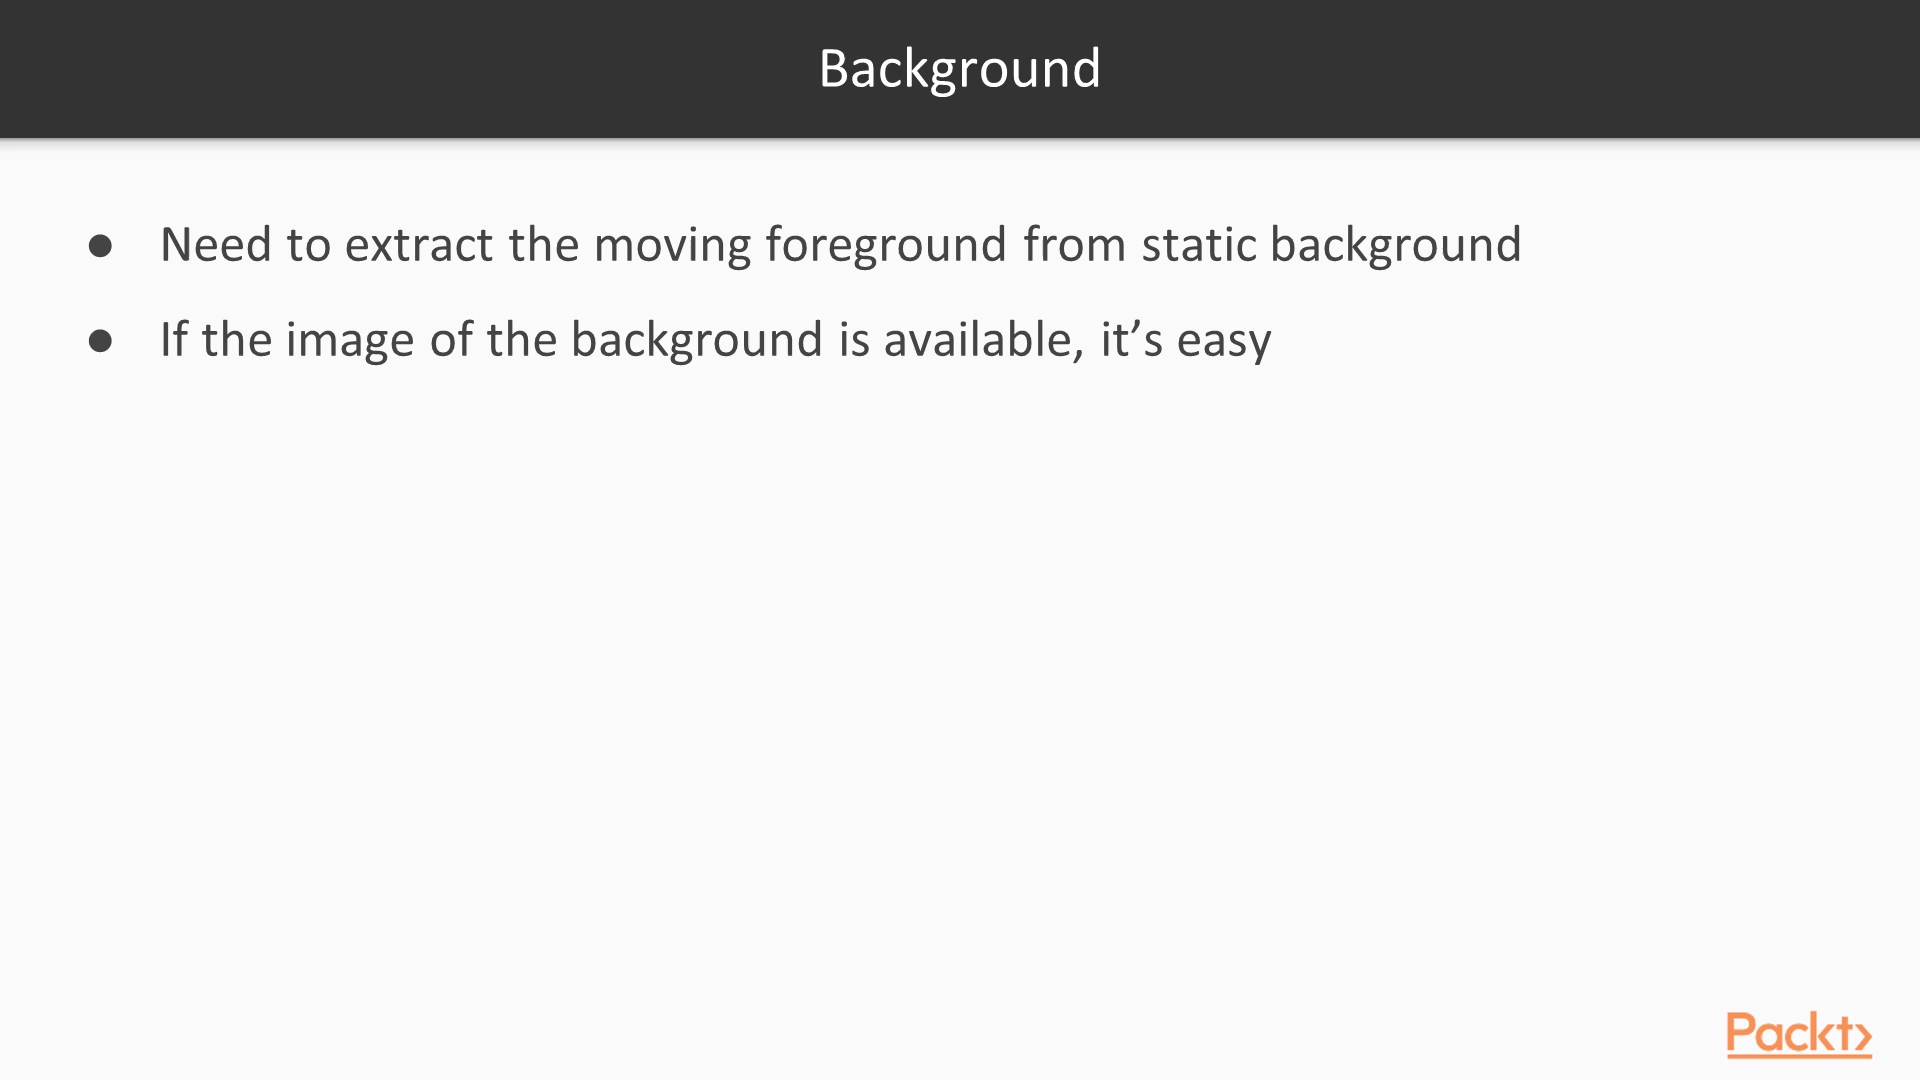 Background
● Need to extract the moving foreground from static background
● If the image of the background is available, it’s easy
Packt>